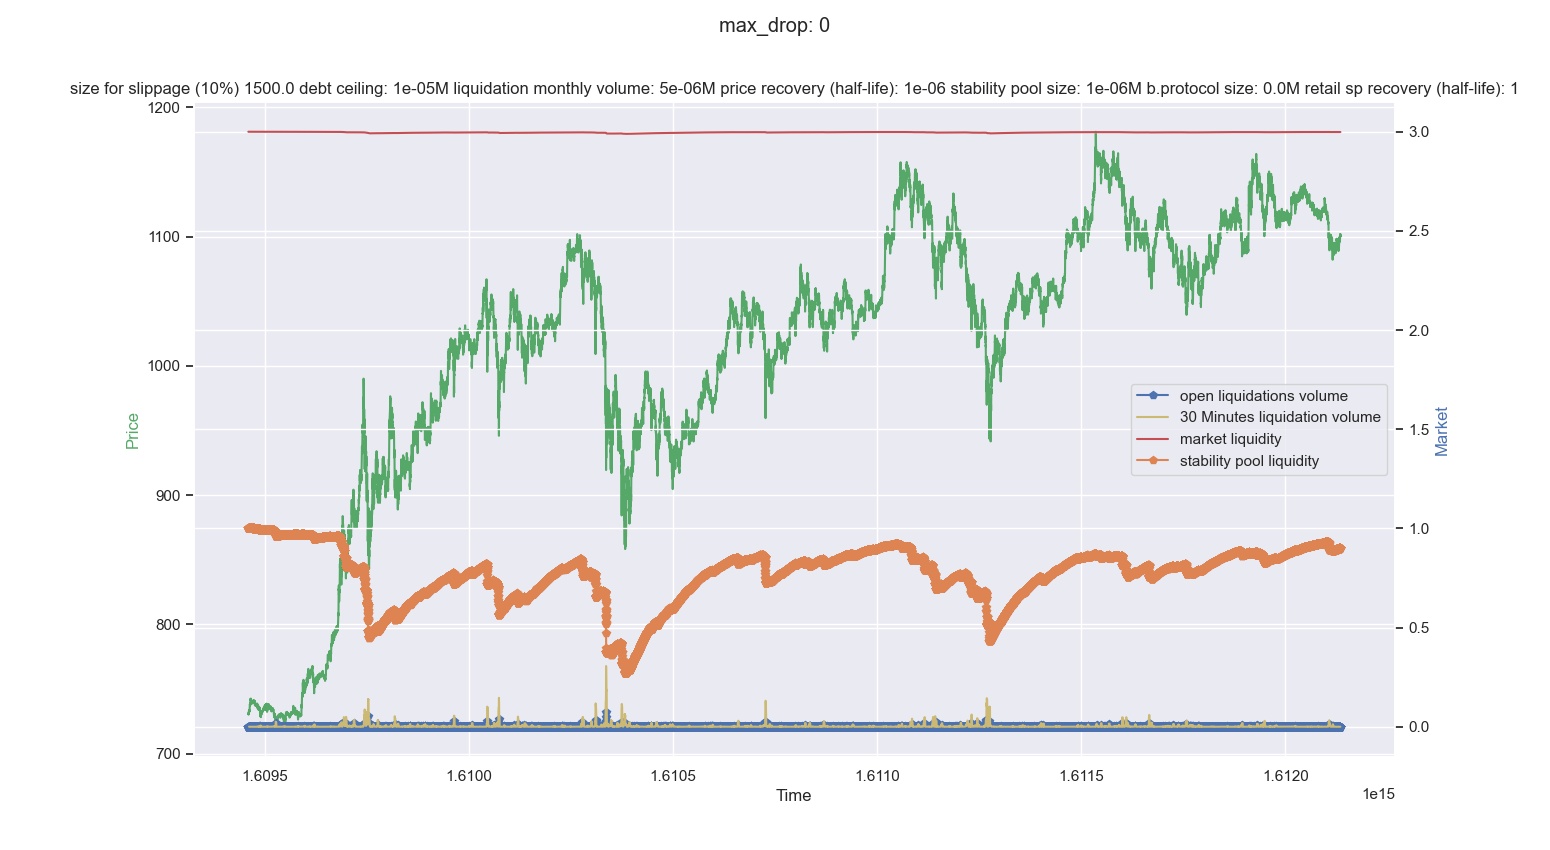 max_drop: 0
size for slippage (10%) 1500.0 debt ceiling: 1e-05M liquidation monthly volume: 5e-06M price recovery (half-life): 1e-06 stability pool size: 1e-06M b.protocol size: 0.0M retail sp recovery (half-life): 1
1200
1100
1000
900
800
700
Price
3.0
2.5
2.0
1.5
1.0
0.5
0.0
Market
open liquidations volume
30 Minutes liquidation volume
market liquidity
stability pool liquidity
1.6095 1.6100 1.6105 1.6110 1.6115 1.6120
1e15
Time